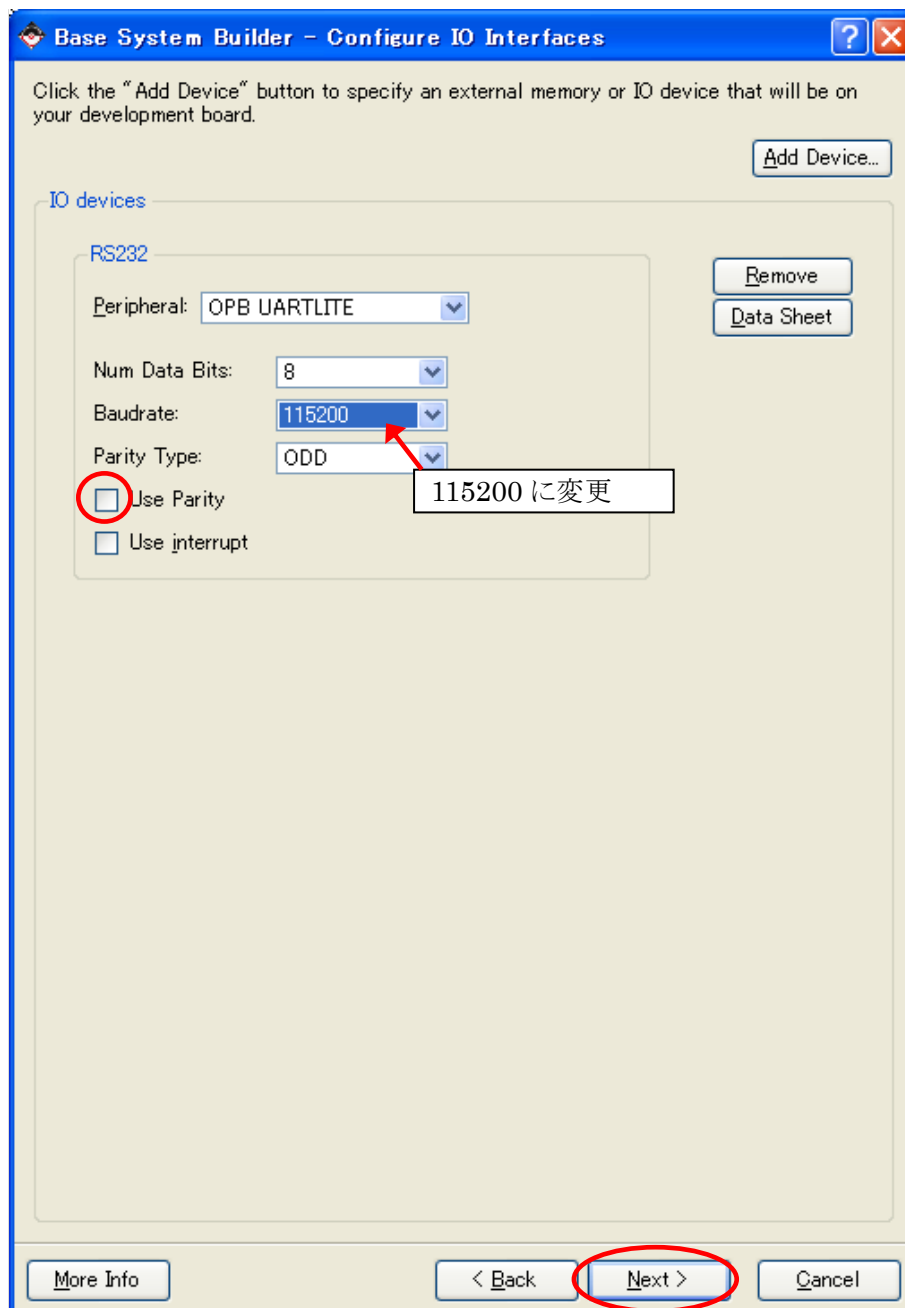 Base System Builder - Configure IO Interfaces
Click the "Add Device" button to specify an external memory or IO device that will be on
your development board.
Add Device...
IO devices
RS232
Peripheral: OPB UARTLITE
Remove
Data Sheet
Num Data Bits: 8
Baudrate: 115200
Parity Type: ODD
115200 に変更
Use Parity
Use interrupt
More Info
< Back
Next >
Cancel